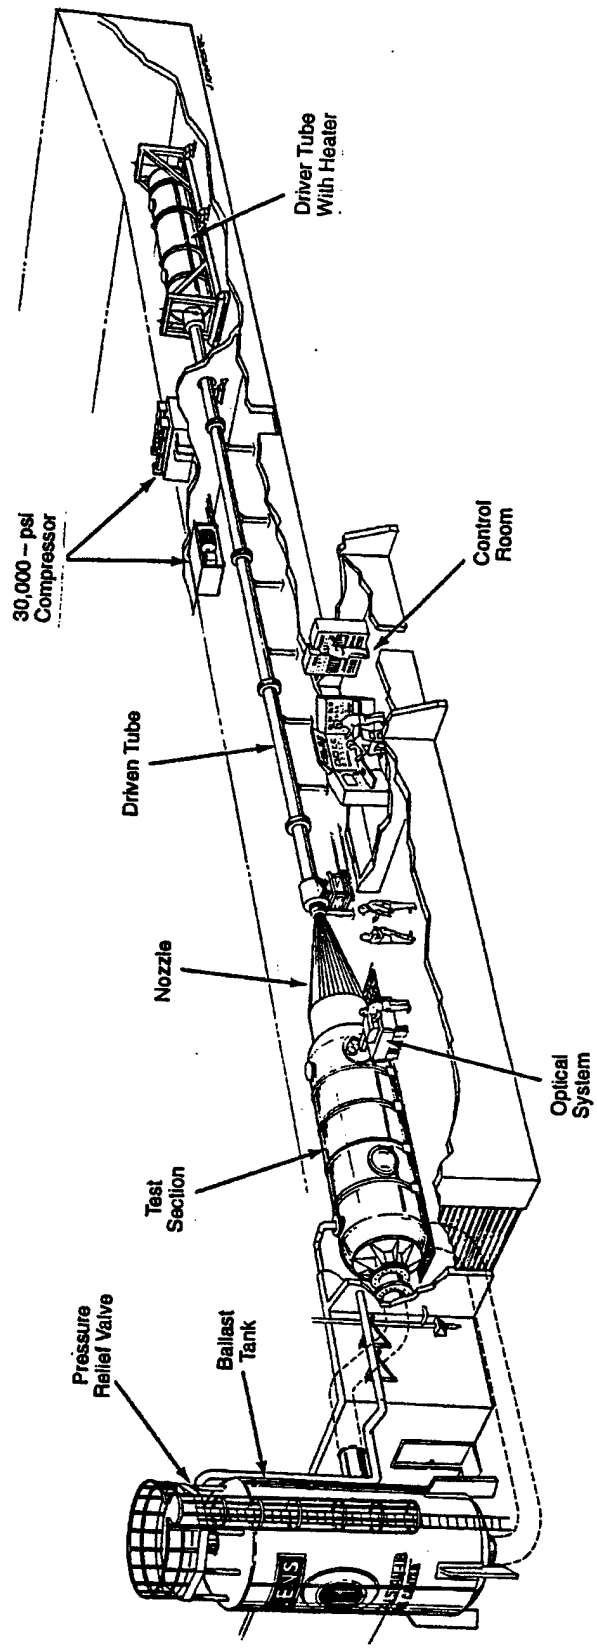 Pressure
Relief Valve
Ballast
Tank
Test
Section
Nozzle
Driven Tube
30,000 – psi
Compressor
Driver Tube
With Heater
Control
Room
Optical
System
ENS